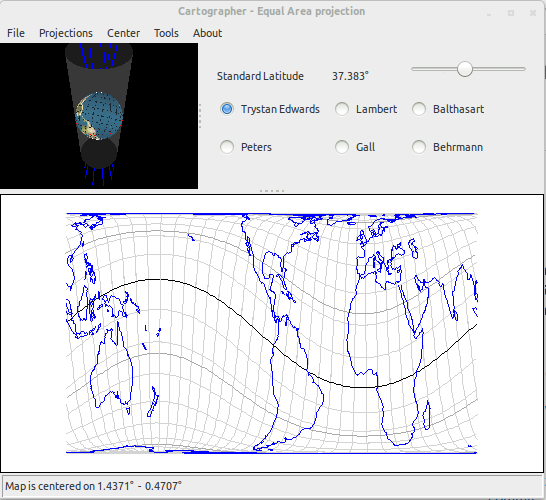 Cartographer - Equal Area projection
File Projections Center Tools About
Standard Latitude 37.383°
Trystan Edwards Lambert Balthasart
Peters Gall Behrmann
Map is centered on 1.4371° - 0.4707°